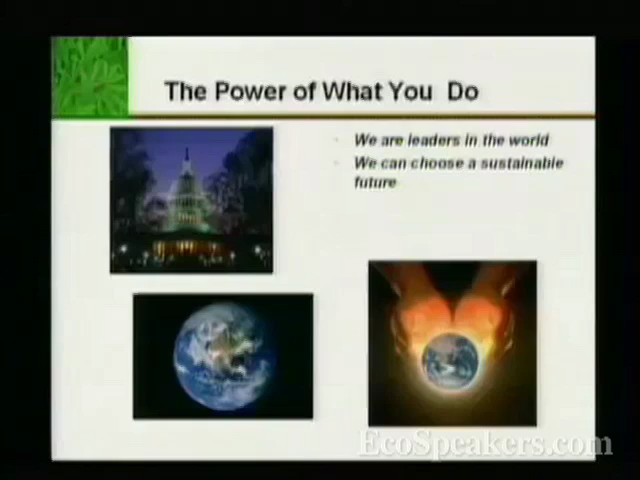 The Power of What You Do
We are leaders in the world
We can choose a sustainable
future
EcoSpeakers.com